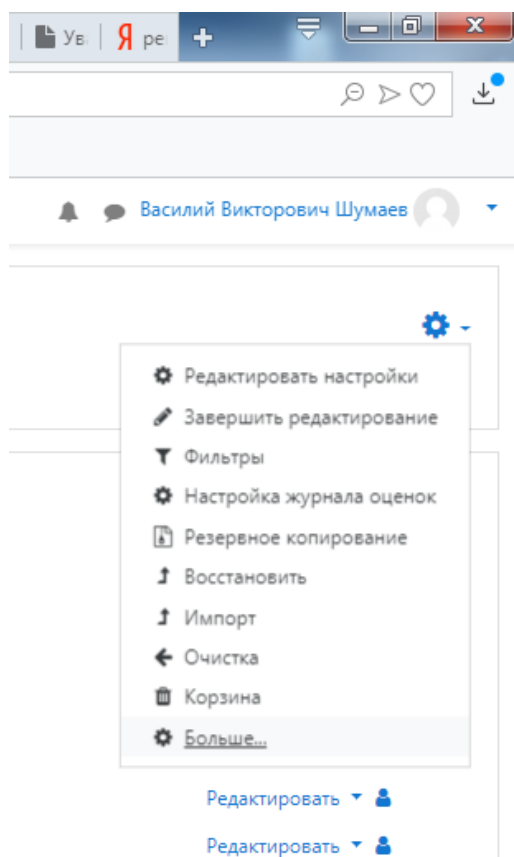 Ув Я ре
Василий Викторович Шумаев
Редактировать настройки
Завершить редактирование
Фильтры
Настройка журнала оценок
Резервное копирование
Восстановить
Импорт
Очистка
Корзина
Больше...
Редактировать
Редактировать